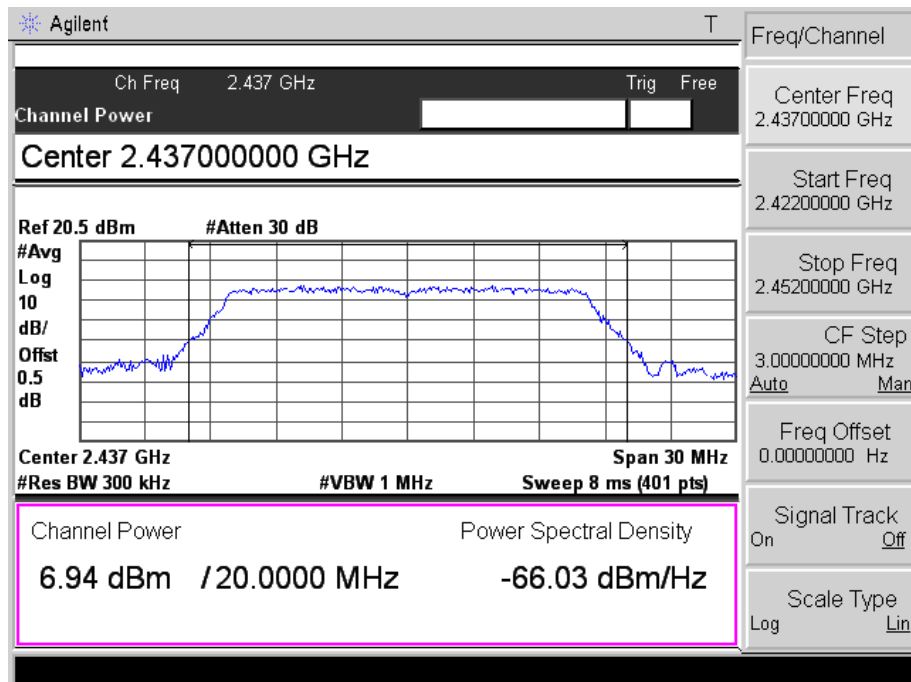 Agilent T
Ch Freq 2.437 GHz Trig Free
Channel Power
Center 2.437000000 GHz
Ref 20.5 dBm #Atten 30 dB
#Avg
Log
10
dB/
Offst
0.5
dB
Center 2.437 GHz Span 30 MHz
#Res BW 300 kHz #VBW 1 MHz Sweep 8 ms (401 pts)
Channel Power Power Spectral Density
6.94 dBm / 20.0000 MHz -66.03 dBm/Hz
Freq/Channel
Center Freq
2.43700000 GHz
Start Freq
2.42200000 GHz
Stop Freq
2.45200000 GHz
CF Step
3.00000000 MHz
Auto Man
Freq Offset
0.00000000 Hz
Signal Track
On Off
Scale Type
Log Lin